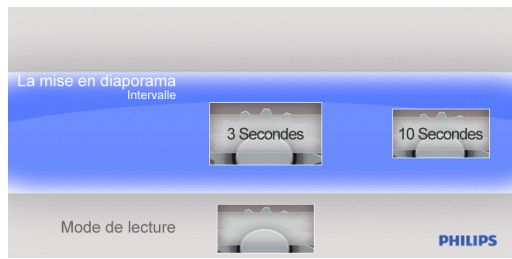 La mise en diaporama
Intervalle
3 Secondes
10 Secondes
Mode de lecture
PHILIPS